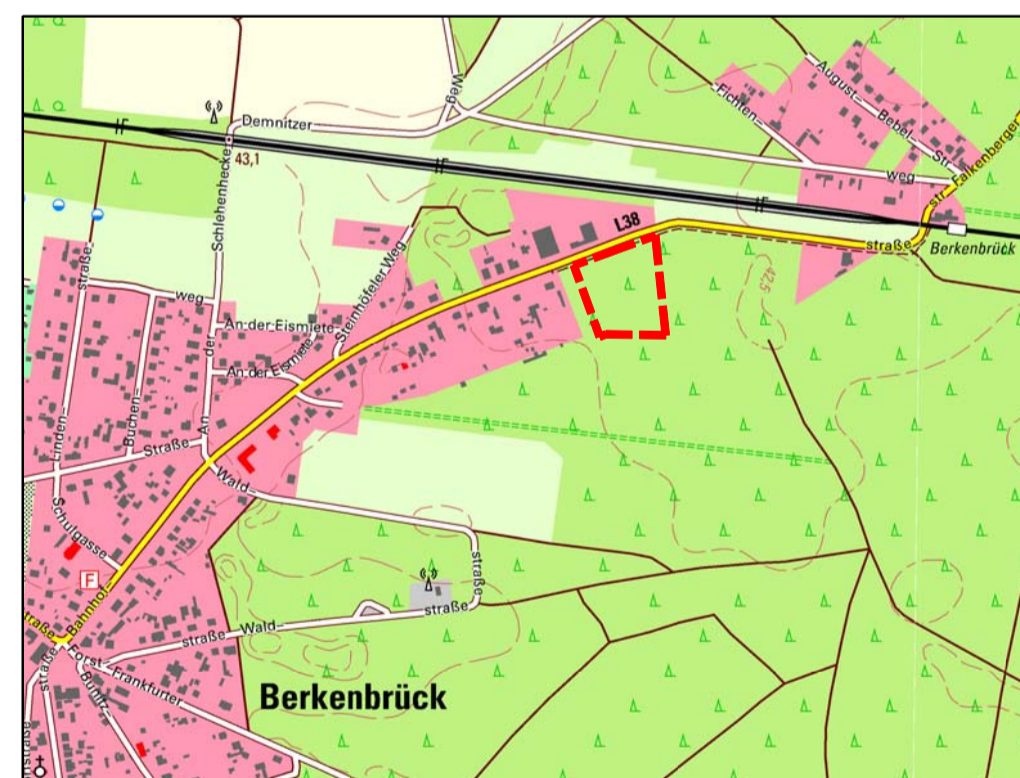 Weg
Demnitzer
43,1
Fichten
August-
Bebel-
Str.
weg
str.
Falkenberger
Schlehenhecke
der
An
L38
straße
Berkenbrück
42,5
Steinhöfeler Weg
straße
Linden-
weg
Buchen-
An der Eismiete
An der Eismiete
Straße
Wald-
Schulgasse
straße
F
Bahnhof-
straße
straße
Wald-
straße
Forst-
Frankfurter
straße
Berkenbrück